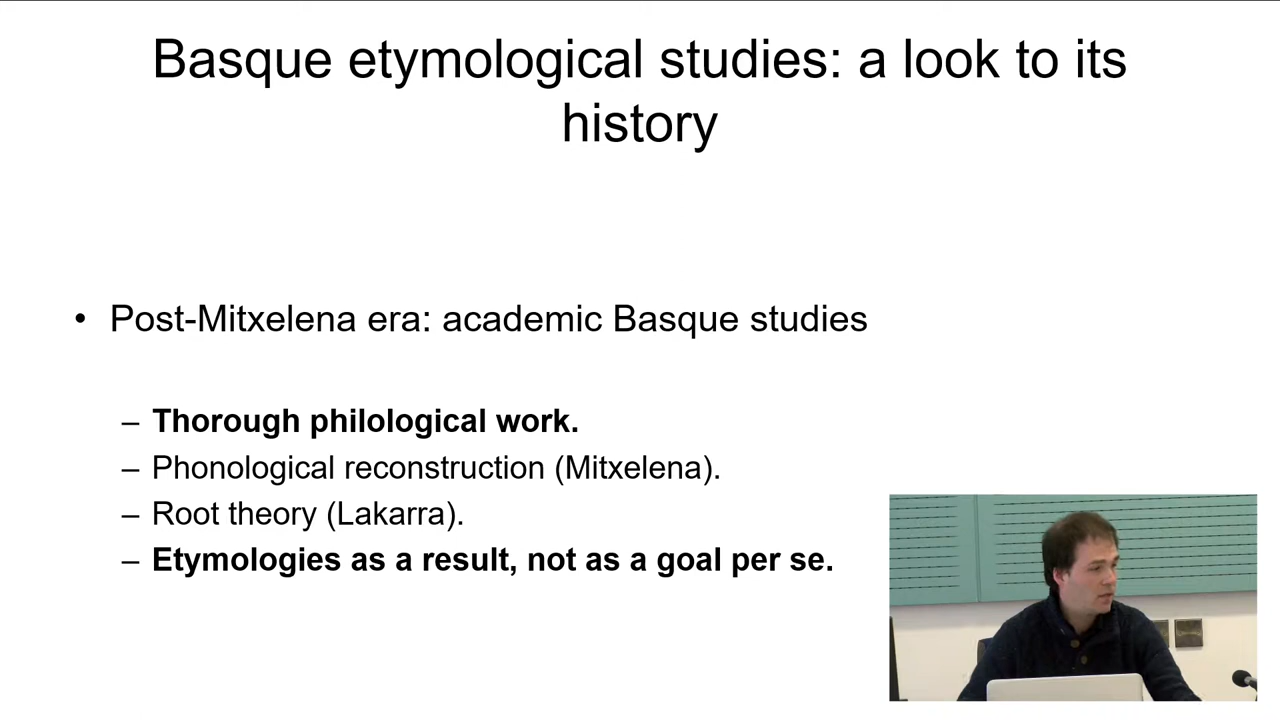 Basque etymological studies: a look to its
history
• Post-Mitxelena era: academic Basque studies
– Thorough philological work.
– Phonological reconstruction (Mitxelena).
– Root theory (Lakarra).
– Etymologies as a result, not as a goal per se.